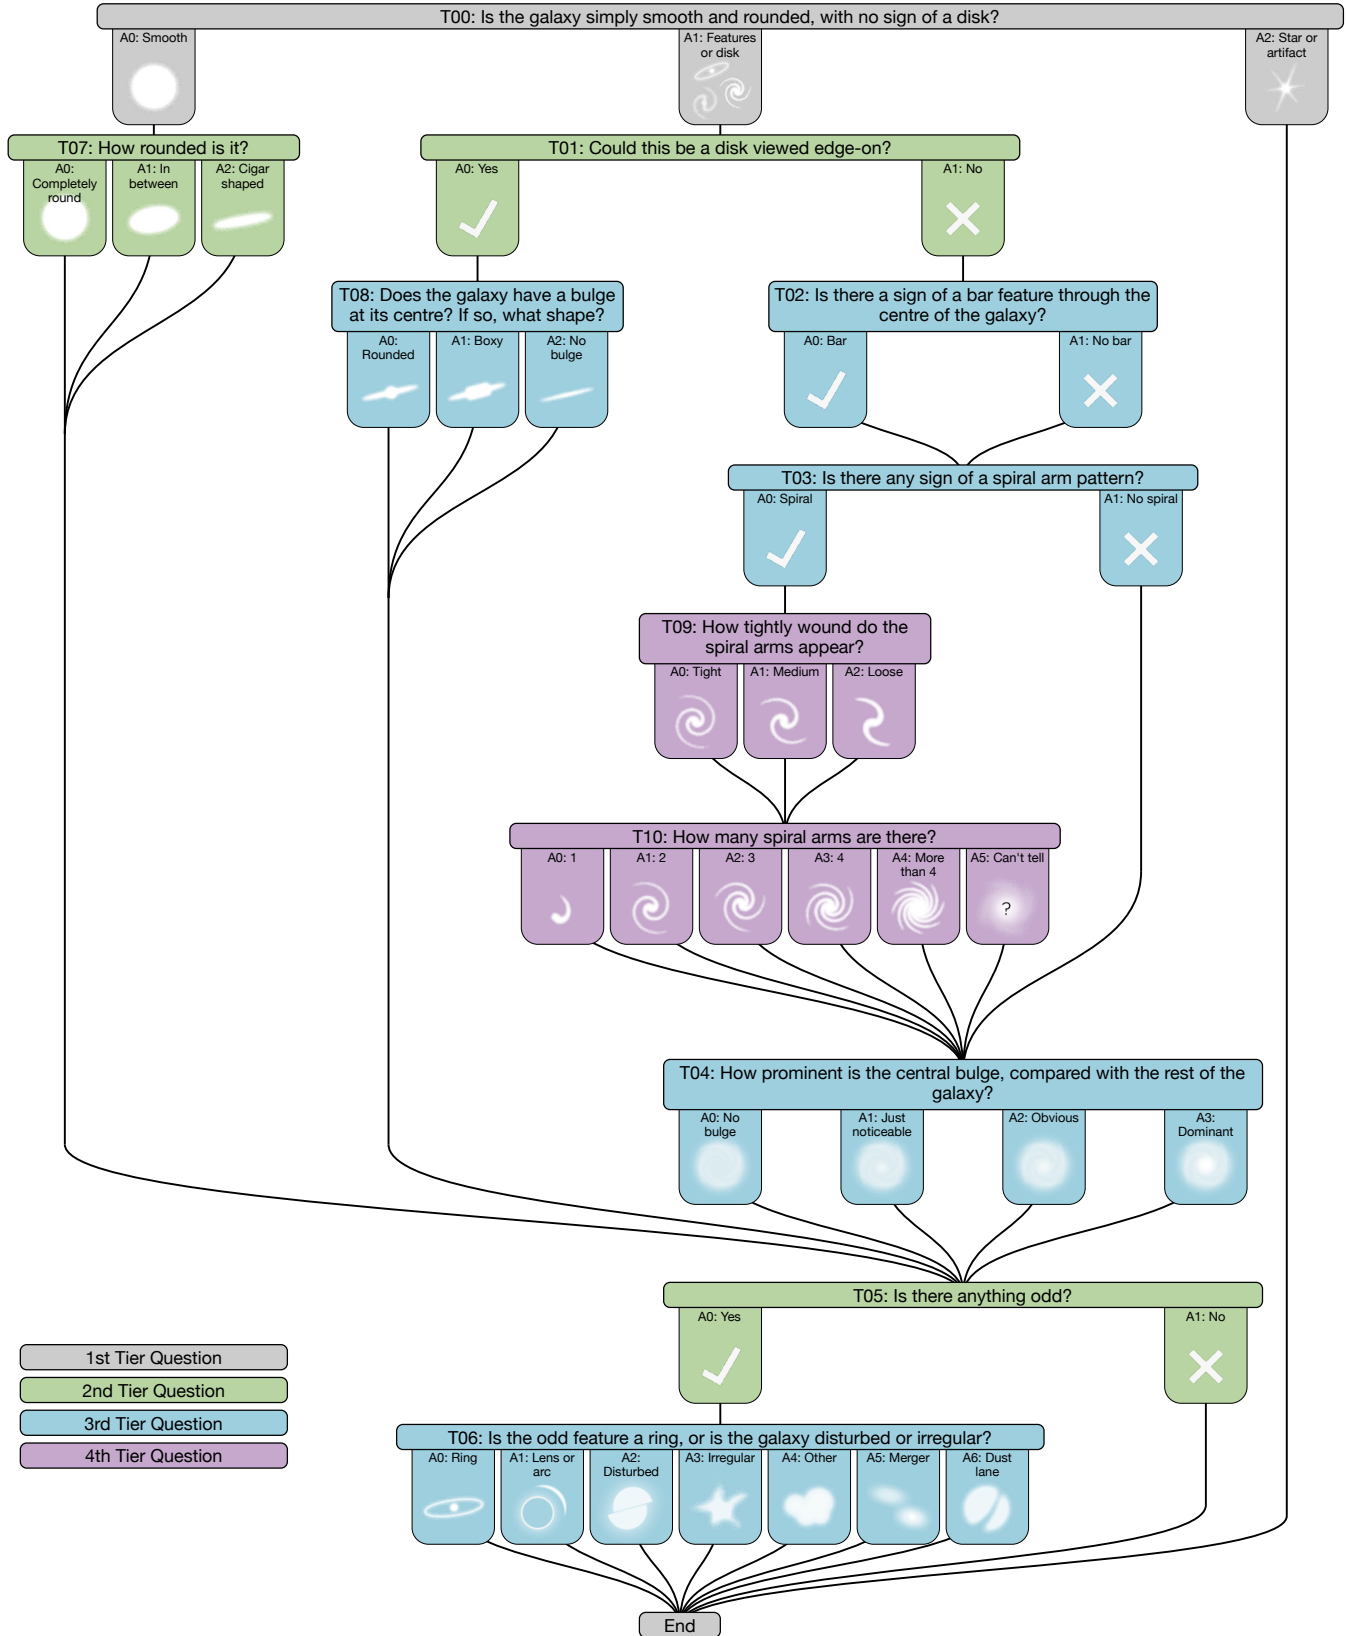 T00: Is the galaxy simply smooth and rounded, with no sign of a disk?
A0: Smooth
A1: Features
or disk
A2: Star or
artifact
T07: How rounded is it?
A0:
Completely
round
A1: In
between
A2: Cigar
shaped
T01: Could this be a disk viewed edge-on?
A0: Yes
A1: No
T08: Does the galaxy have a bulge
at its centre? If so, what shape?
A0:
Rounded
A1: Boxy
A2: No
bulge
T02: Is there a sign of a bar feature through the
centre of the galaxy?
A0: Bar
A1: No bar
T03: Is there any sign of a spiral arm pattern?
A0: Spiral
A1: No spiral
T09: How tightly wound do the
spiral arms appear?
A0: Tight
A1: Medium
A2: Loose
T10: How many spiral arms are there?
A0: 1
A1: 2
A2: 3
A3: 4
A4: More
than 4
A5: Can't tell
?
T04: How prominent is the central bulge, compared with the rest of the
galaxy?
A0: No
bulge
A1: Just
noticeable
A2: Obvious
A3:
Dominant
T05: Is there anything odd?
A0: Yes
A1: No
T06: Is the odd feature a ring, or is the galaxy disturbed or irregular?
A0: Ring
A1: Lens or
arc
A2:
Disturbed
A3: Irregular
A4: Other
A5: Merger
A6: Dust
lane
End
1st Tier Question
2nd Tier Question
3rd Tier Question
4th Tier Question